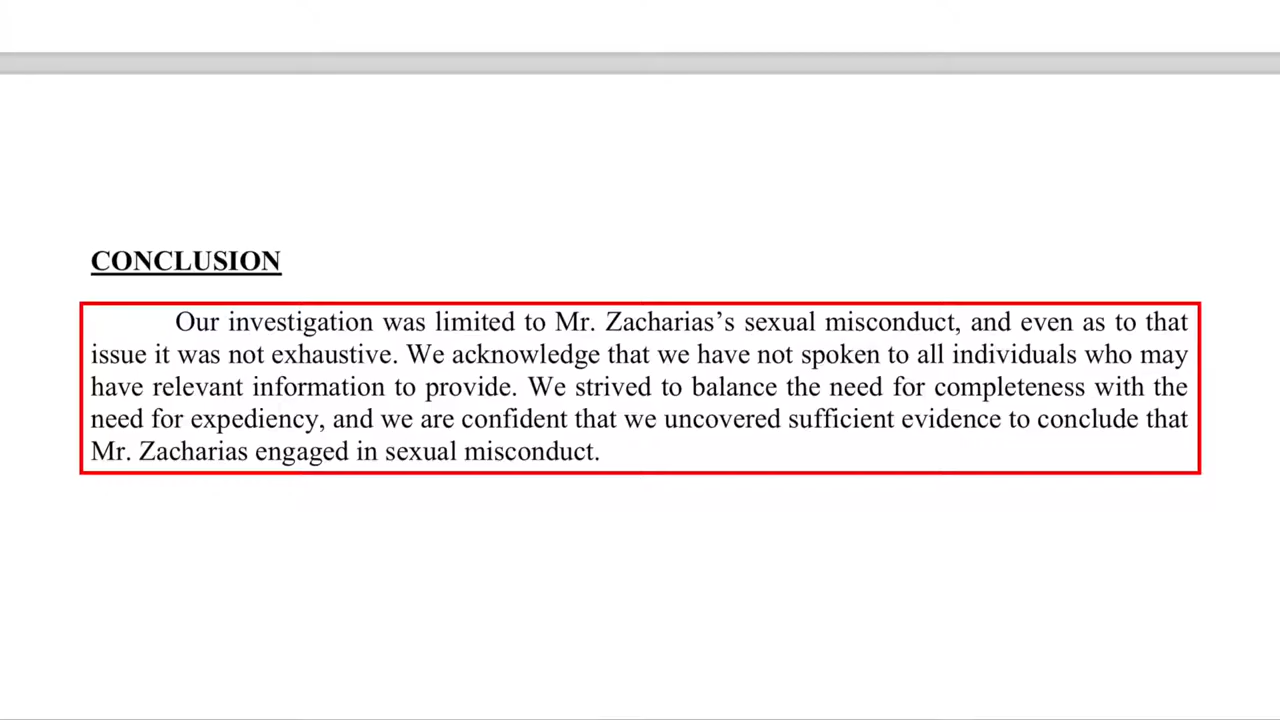 CONCLUSION
Our investigation was limited to Mr. Zacharias’s sexual misconduct, and even as to that
issue it was not exhaustive. We acknowledge that we have not spoken to all individuals who may
have relevant information to provide. We strived to balance the need for completeness with the
need for expediency, and we are confident that we uncovered sufficient evidence to conclude that
Mr. Zacharias engaged in sexual misconduct.